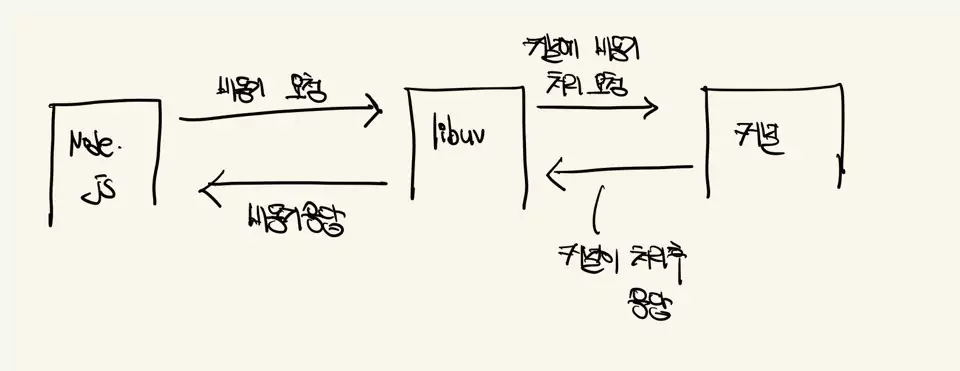 커널에 비동기
처리 요청
비동기 요청
Node.
js
libuv
커널
비동기응답
커널이 처리후
응답